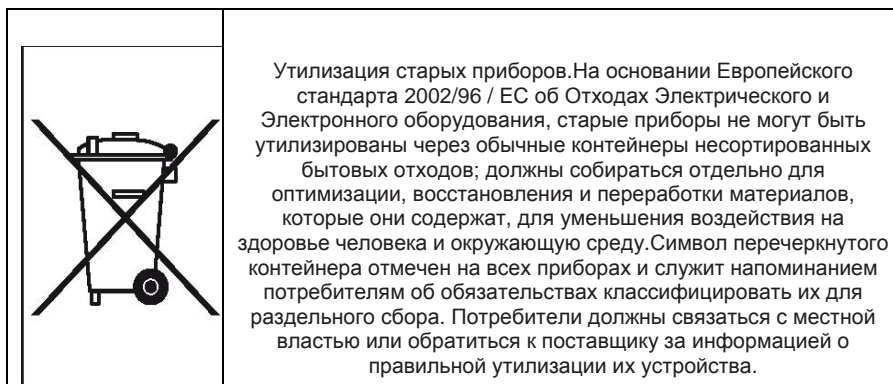 Утилизация старых приборов.На основании Европейского
стандарта 2002/96 / ЕС об Отходах Электрического и
Электронного оборудования, старые приборы не могут быть
утилизированы через обычные контейнеры несортированных
бытовых отходов; должны собираться отдельно для
оптимизации, восстановления и переработки материалов,
которые они содержат, для уменьшения воздействия на
здоровье человека и окружающую среду.Символ перечеркнутого
контейнера отмечен на всех приборах и служит напоминанием
потребителям об обязательствах классифицировать их для
раздельного сбора. Потребители должны связаться с местной
властью или обратиться к поставщику за информацией о
правильной утилизации их устройства.